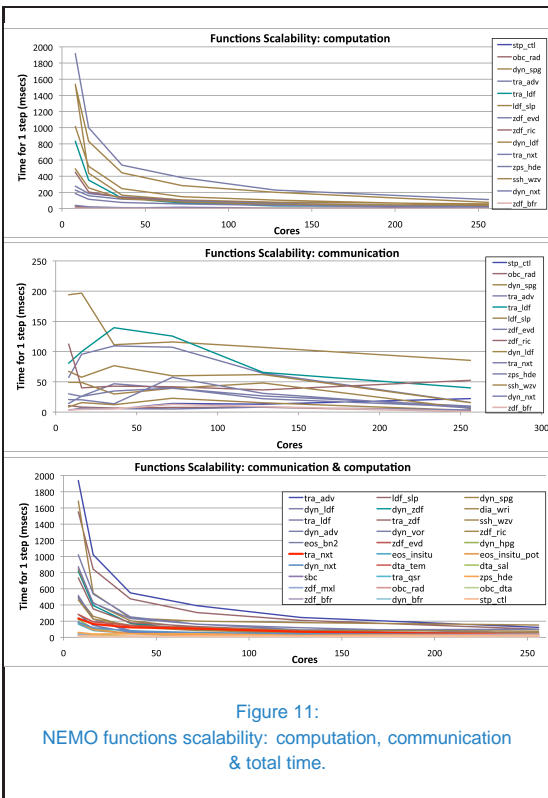 Functions Scalability: computation
Time for 1 step (msecs)
2000
1800
1600
1400
1200
1000
800
600
400
200
0
0
50
100
150
200
250
Cores
stp_ctl
obc_rad
dyn_spg
tra_adv
tra_ldf
ldf_slp
zdf_evd
zdf_ric
dyn_ldf
tra_nxt
zps_hde
ssh_wzv
dyn_nxt
zdf_bfr
Functions Scalability: communication
Time for 1 step (msecs)
250
200
150
100
50
0
0
50
100
150
200
250
300
Cores
stp_ctl
obc_rad
dyn_spg
tra_adv
tra_ldf
ldf_slp
zdf_evd
zdf_ric
dyn_ldf
tra_nxt
zps_hde
ssh_wzv
dyn_nxt
zdf_bfr
Functions Scalability: communication & computation
Time for 1 step (msecs)
2000
1800
1600
1400
1200
1000
800
600
400
200
0
0
50
100
150
200
250
Cores
tra_adv ldf_slp dyn_spg
dyn_ldf dyn_zdf dia_wri
tra_ldf tra_zdf ssh_wzv
dyn_adv dyn_vor zdf_ric
eos_bn2 zdf_evd dyn_hpg
tra_nxt eos_insitu eos_insitu_pot
dyn_nxt dta_tem dta_sal
sbc tra_qsr zps_hde
zdf_mxl obc_rad obc_dta
zdf_bfr dyn_bfr stp_ctl
Figure 11:
NEMO functions scalability: computation, communication
& total time.